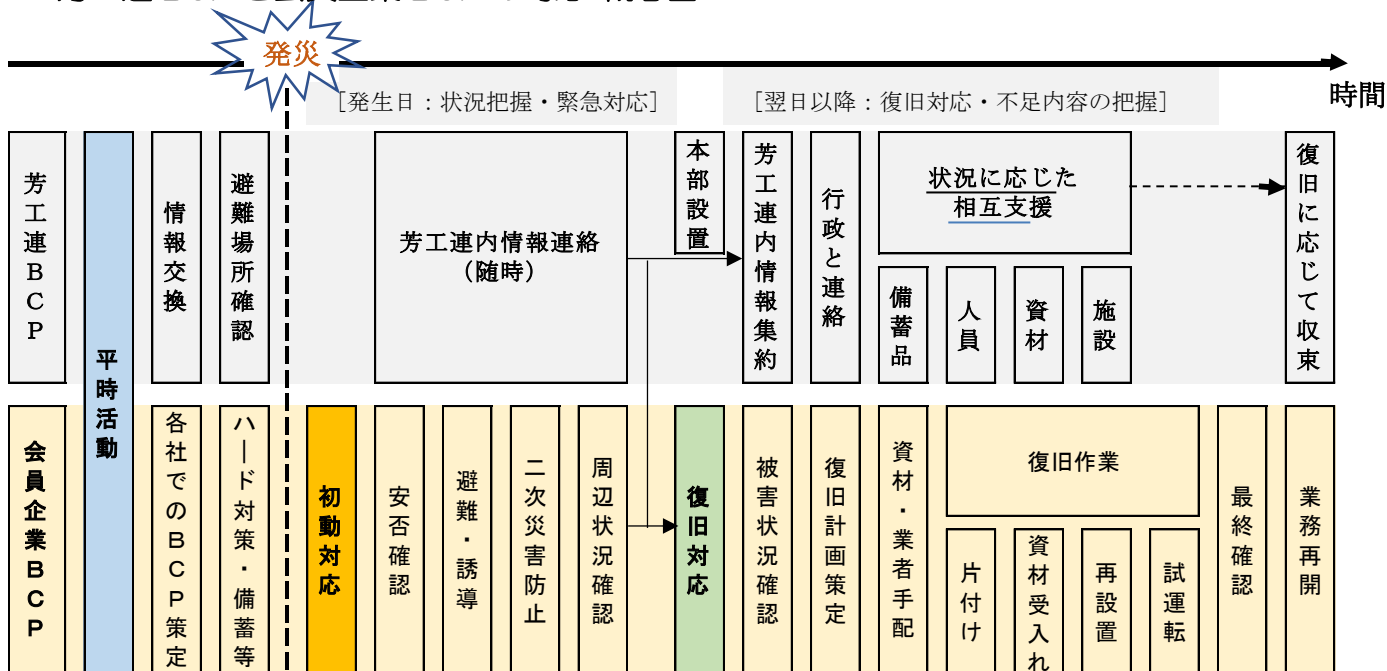 発災
時間
[発生日：状況把握・緊急対応]
[翌日以降：復旧対応・不足内容の把握]
芳工連BCP
平時活動
情報交換
避難場所確認
芳工連内情報連絡
(随時)
本部設置
芳工連内情報集約
行政と連絡
状況に応じた
相互支援
備蓄品
人員
資材
施設
復旧に応じて収束
会員企業BCP
各社でのBCP策定
ハード対策・備蓄等
初動対応
安否確認
避難・誘導
二次災害防止
周辺状況確認
復旧対応
被害状況確認
復旧計画策定
資材・業者手配
復旧作業
片付け
資材受入れ
再設置
試運転
最終確認
業務再開